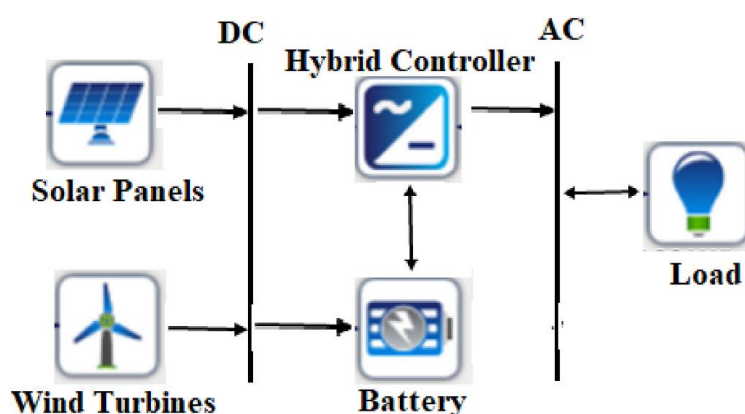 DC
AC
Hybrid Controller
Solar Panels
Load
Wind Turbines
Battery